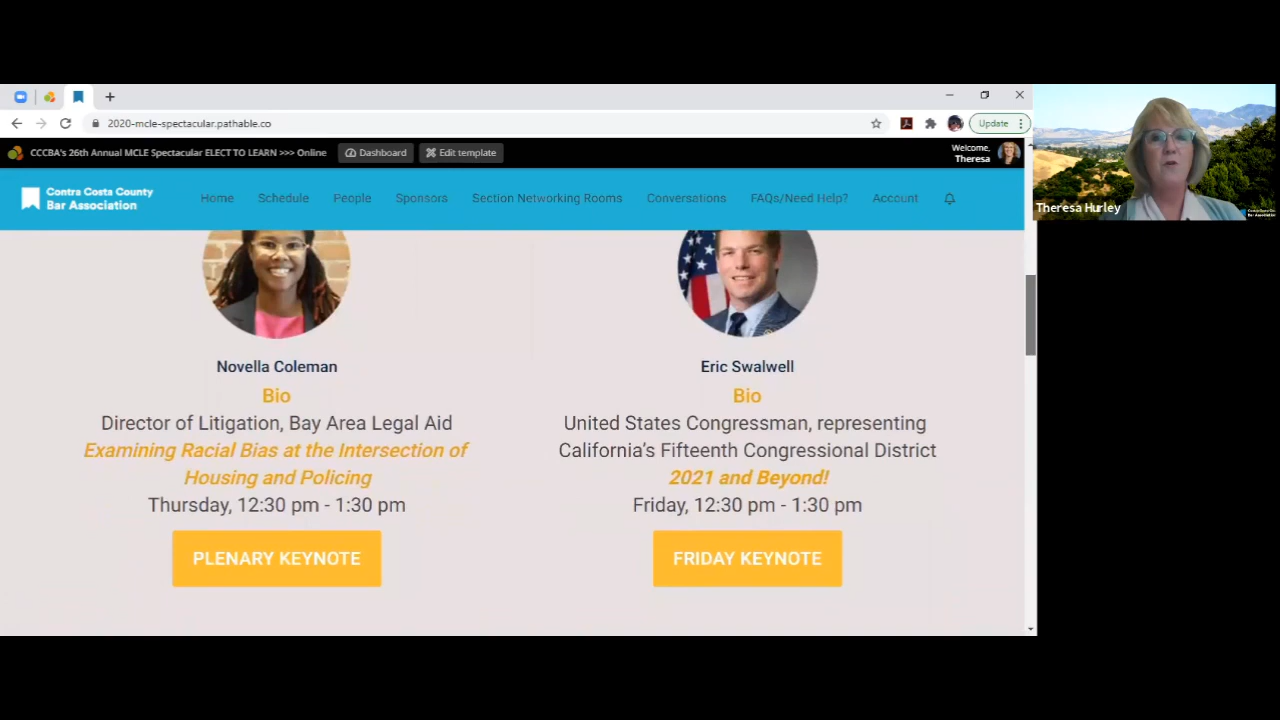 2020-mcle-spectacular.pathable.co
Update
CCCBA's 26th Annual MCLE Spectacular ELECT TO LEARN >>> Online
Dashboard
Edit template
Welcome,
Theresa
Contra Costa County
Bar Association
Home
Schedule
People
Sponsors
Section Networking Rooms
Conversations
FAQs/Need Help?
Account
Theresa Hurley
Novella Coleman
Bio
Director of Litigation, Bay Area Legal Aid
Examining Racial Bias at the Intersection of
Housing and Policing
Thursday, 12:30 pm - 1:30 pm
PLENARY KEYNOTE
Eric Swalwell
Bio
United States Congressman, representing
California's Fifteenth Congressional District
2021 and Beyond!
Friday, 12:30 pm - 1:30 pm
FRIDAY KEYNOTE